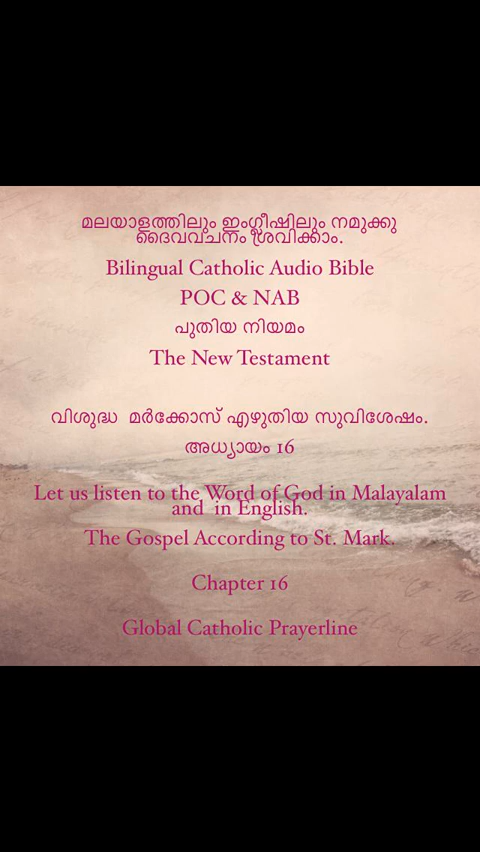 മലയാളത്തിലും ഇംഗ്ലീഷിലും നമുക്കു
ദൈവവചനം ശ്രവിക്കാം.
Bilingual Catholic Audio Bible
POC & NAB
പുതിയ നിയമം
The New Testament
വിശുദ്ധ  മർക്കോസ് എഴുതിയ സുവിശേഷം.
അധ്യായം 16
Let us listen to the Word of God in Malayalam
and  in English.
The Gospel According to St. Mark.
Chapter 16
Global Catholic Prayerline